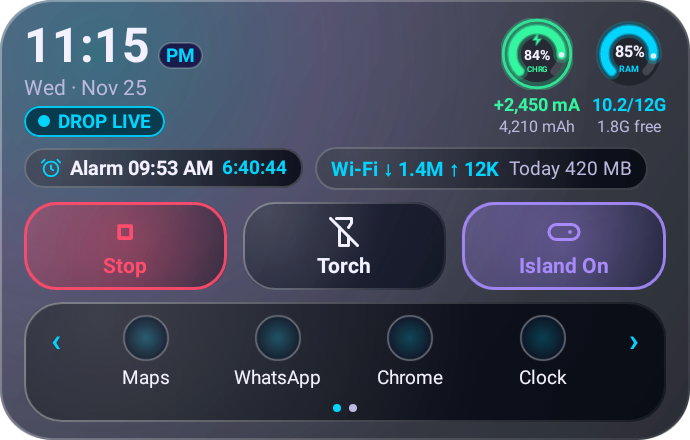 11:15 PM
Wed · Nov 25
DROP LIVE
84%
CHRG
+2,450 mA
4,210 mAh
85%
RAM
10.2/12G
1.8G free
Alarm 09:53 AM 6:40:44
Wi-Fi ↓ 1.4M ↑ 12K Today 420 MB
Stop
Torch
Island On
‹ ›
Maps WhatsApp Chrome Clock